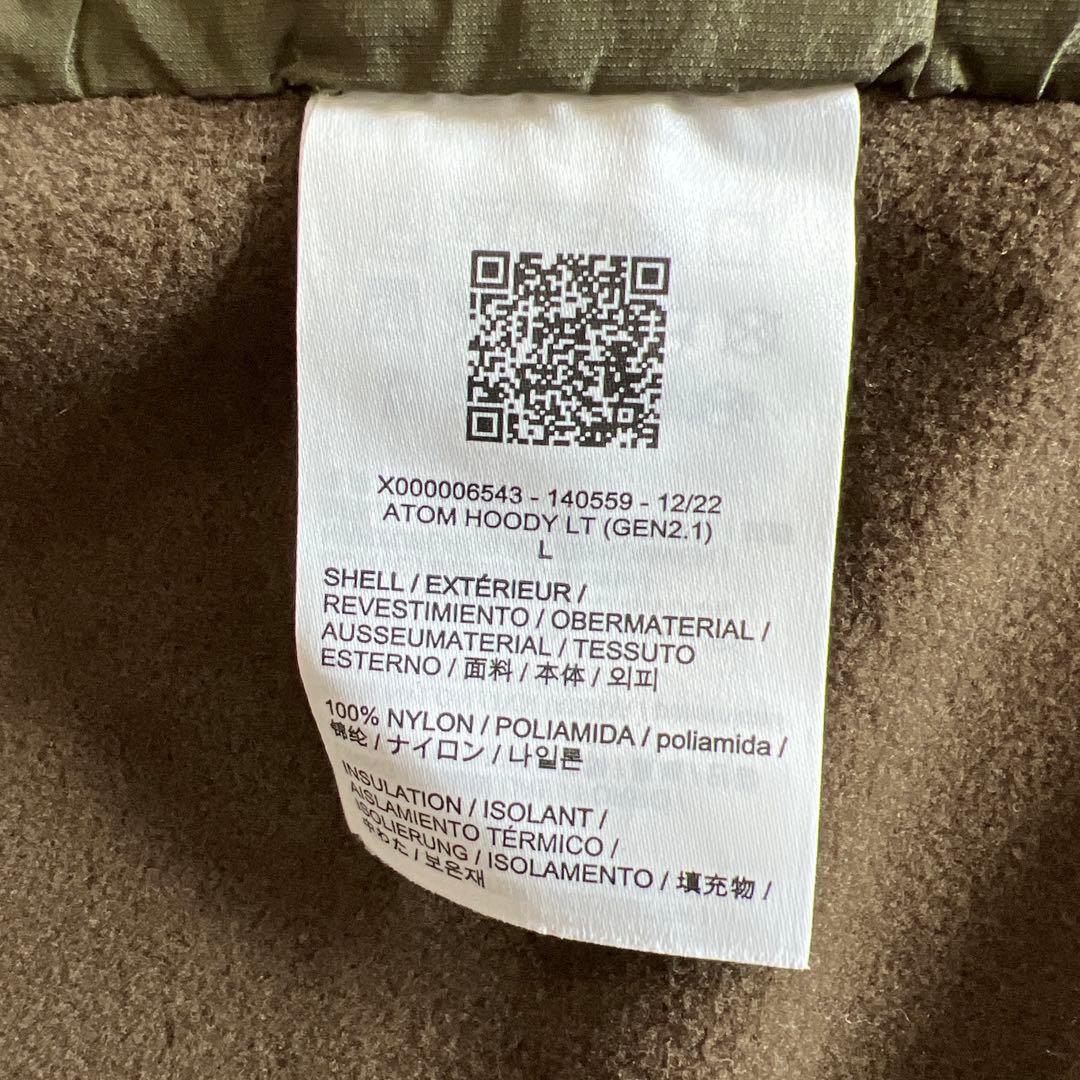 X000006543 - 140559 - 12/22
ATOM HOODY LT (GEN2.1)
L
SHELL / EXTÉRIEUR /
REVESTIMIENTO / OBERMATERIAL /
AUSSEUMATERIAL / TESSUTO
ESTERNO / 面料 / 本体 / 외피
100% NYLON / POLIAMIDA / poliamida /
锦纶 / ナイロン / 나일론
INSULATION / ISOLANT /
AISLAMIENTO TÉRMICO /
ISOLIERUNG / ISOLAMENTO / 填充物 /
中わた / 보온재